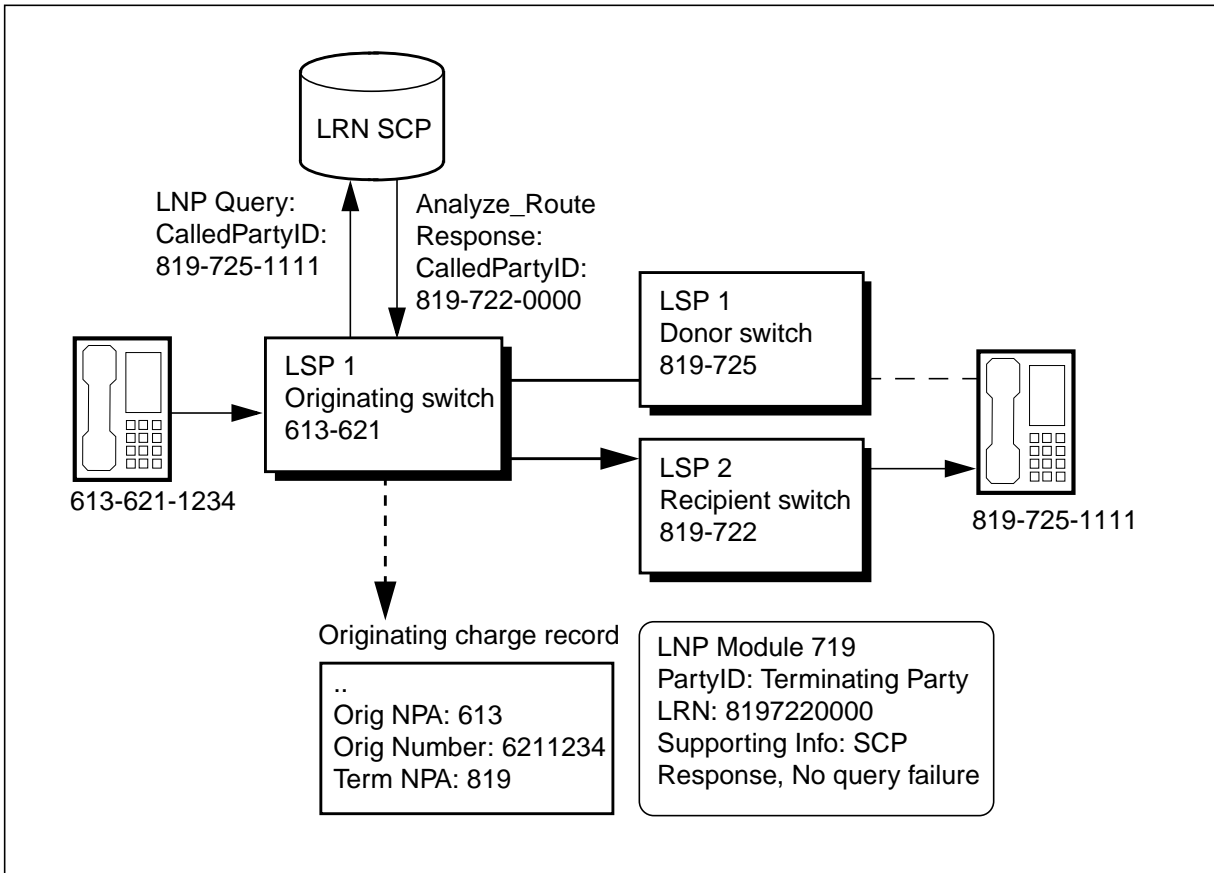 LRN SCP
LNP Query:
CalledPartyID:
819-725-1111
Analyze_Route
Response:
CalledPartyID:
819-722-0000
LSP 1
Donor switch
819-725
LSP 1
Originating switch
613-621
LSP 2
Recipient switch
819-722
613-621-1234
819-725-1111
Originating charge record
..
Orig NPA: 613
Orig Number: 6211234
Term NPA: 819
LNP Module 719
PartyID: Terminating Party
LRN: 8197220000
Supporting Info: SCP
Response, No query failure